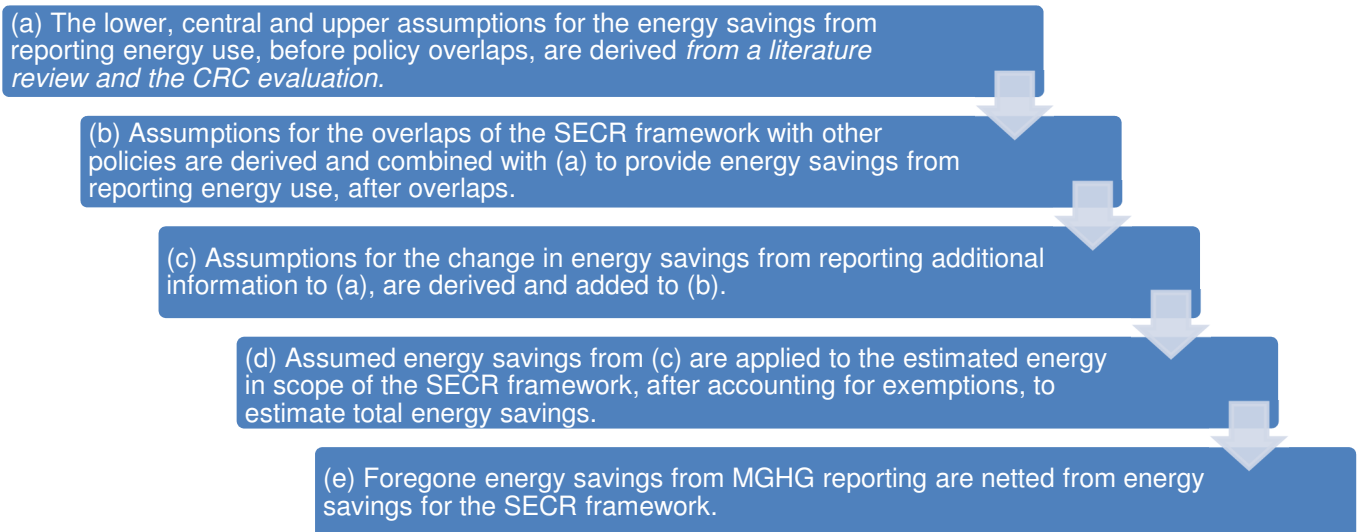 (a) The lower, central and upper assumptions for the energy savings from
reporting energy use, before policy overlaps, are derived from a literature
review and the CRC evaluation.
(b) Assumptions for the overlaps of the SECR framework with other
policies are derived and combined with (a) to provide energy savings from
reporting energy use, after overlaps.
(c) Assumptions for the change in energy savings from reporting additional
information to (a), are derived and added to (b).
(d) Assumed energy savings from (c) are applied to the estimated energy
in scope of the SECR framework, after accounting for exemptions, to
estimate total energy savings.
(e) Foregone energy savings from MGHG reporting are netted from energy
savings for the SECR framework.